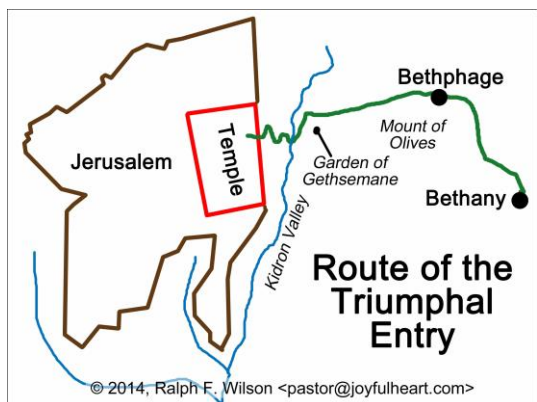 Bethphage
Mount of
Olives
Jerusalem
Temple
Garden of
Gethsemane
Bethany
Kidron Valley
Route of the
Triumphal
Entry
© 2014, Ralph F. Wilson <pastor@joyfulheart.com>